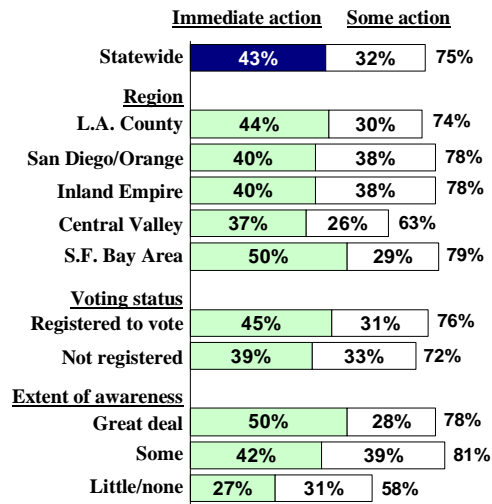 Immediate action Some action
Statewide 43% 32% 75%
Region
L.A. County 44% 30% 74%
San Diego/Orange 40% 38% 78%
Inland Empire 40% 38% 78%
Central Valley 37% 26% 63%
S.F. Bay Area 50% 29% 79%
Voting status
Registered to vote 45% 31% 76%
Not registered 39% 33% 72%
Extent of awareness
Great deal 50% 28% 78%
Some 42% 39% 81%
Little/none 27% 31% 58%